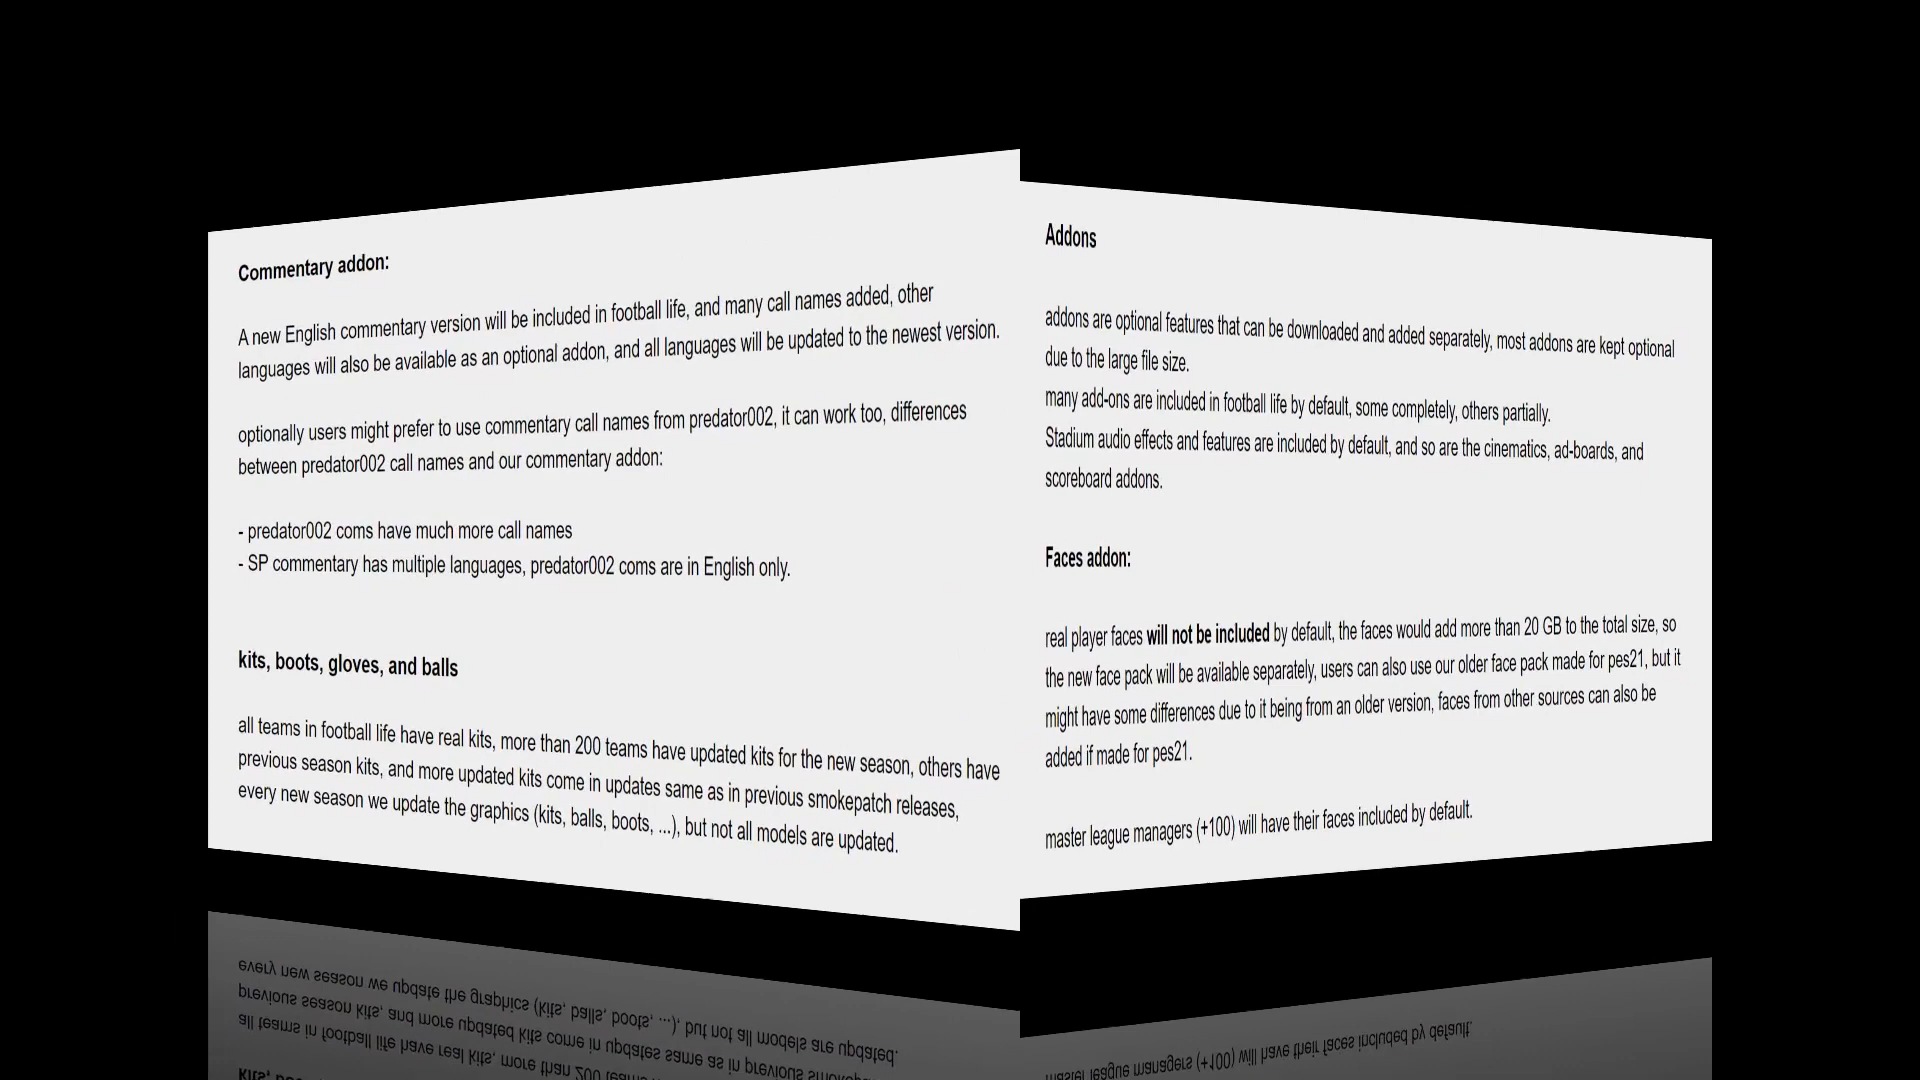 Commentary addon:
A new English commentary version will be included in football life, and many call names added, other
languages will also be available as an optional addon, and all languages will be updated to the newest version.
optionally users might prefer to use commentary call names from predator002, it can work too, differences
between predator002 call names and our commentary addon:
- predator002 coms have much more call names
- SP commentary has multiple languages, predator002 coms are in English only.
kits, boots, gloves, and balls
all teams in football life have real kits, more than 200 teams have updated kits for the new season, others have
previous season kits, and more updated kits come in updates same as in previous smokepatch releases,
every new season we update the graphics (kits, balls, boots, ...), but not all models are updated.
Addons
addons are optional features that can be downloaded and added separately, most addons are kept optional
due to the large file size.
many add-ons are included in football life by default, some completely, others partially.
Stadium audio effects and features are included by default, and so are the cinematics, ad-boards, and
scoreboard addons.
Faces addon:
real player faces will not be included by default, the faces would add more than 20 GB to the total size, so
the new face pack will be available separately, users can also use our older face pack made for pes21, but it
might have some differences due to it being from an older version, faces from other sources can also be
added if made for pes21.
master league managers (+100) will have their faces included by default.